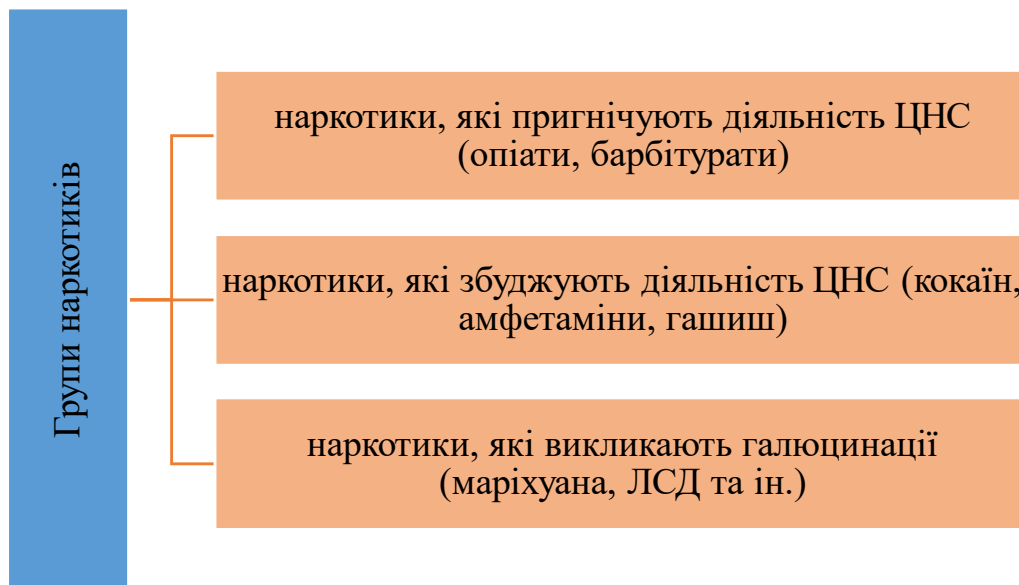 Групи наркотиків
наркотики, які пригнічують діяльність ЦНС
(опіати, барбітурати)
наркотики, які збуджують діяльність ЦНС (кокаїн,
амфетаміни, гашиш)
наркотики, які викликають галюцинації
(маріхуана, ЛСД та ін.)